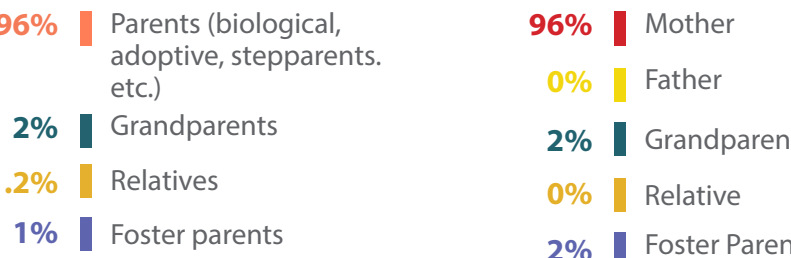 96% Parents (biological,
adoptive, stepparents.
etc.)
2% Grandparents
.2% Relatives
1% Foster parents
96% Mother
0% Father
2% Grandparen
0% Relative
2% Foster Paren